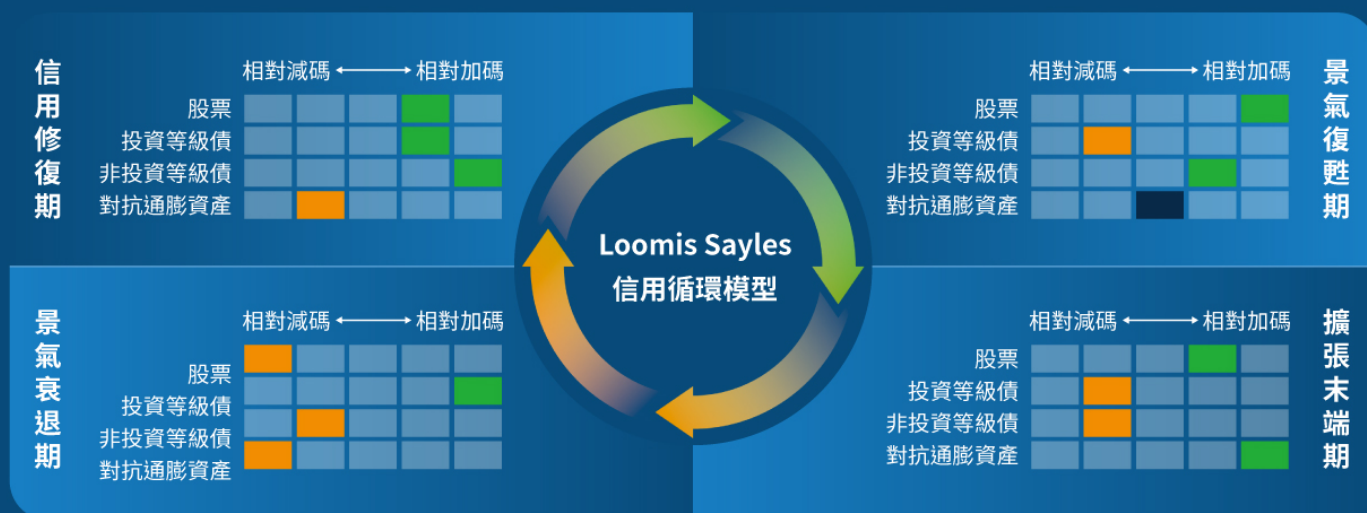 信用修復期
相對減碼 ←→ 相對加碼
股票
投資等級債
非投資等級債
對抗通膨資產
景氣復甦期
相對減碼 ←→ 相對加碼
股票
投資等級債
非投資等級債
對抗通膨資產
Loomis Sayles
信用循環模型
景氣衰退期
相對減碼 ←→ 相對加碼
股票
投資等級債
非投資等級債
對抗通膨資產
擴張末端期
相對減碼 ←→ 相對加碼
股票
投資等級債
非投資等級債
對抗通膨資產